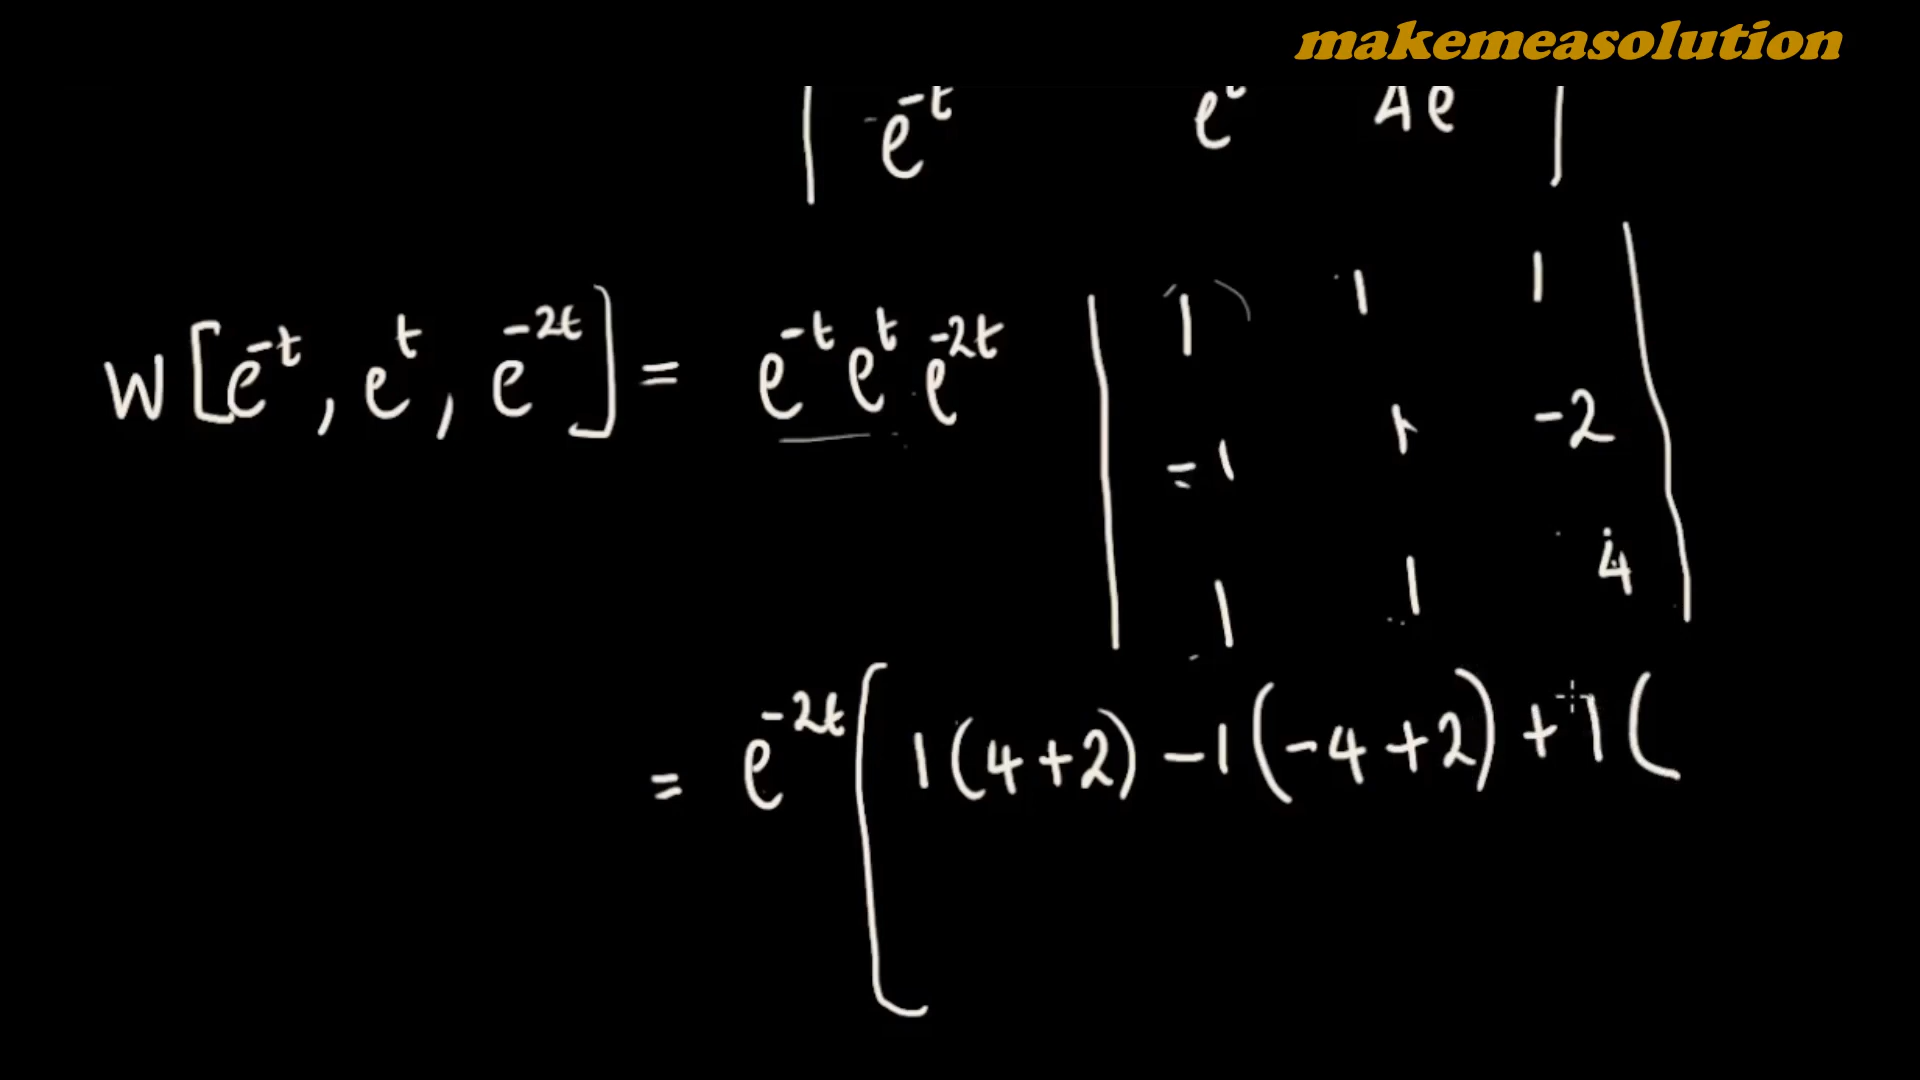 makemeasolution
| e^-t e^t 4e |
W[e^-t, e^t, e^-2t] = e^-t e^t e^-2t | 1 1 1
-1 1 -2
1 1 4 |
= e^-2t [ 1(4+2) -1(-4+2) +1(